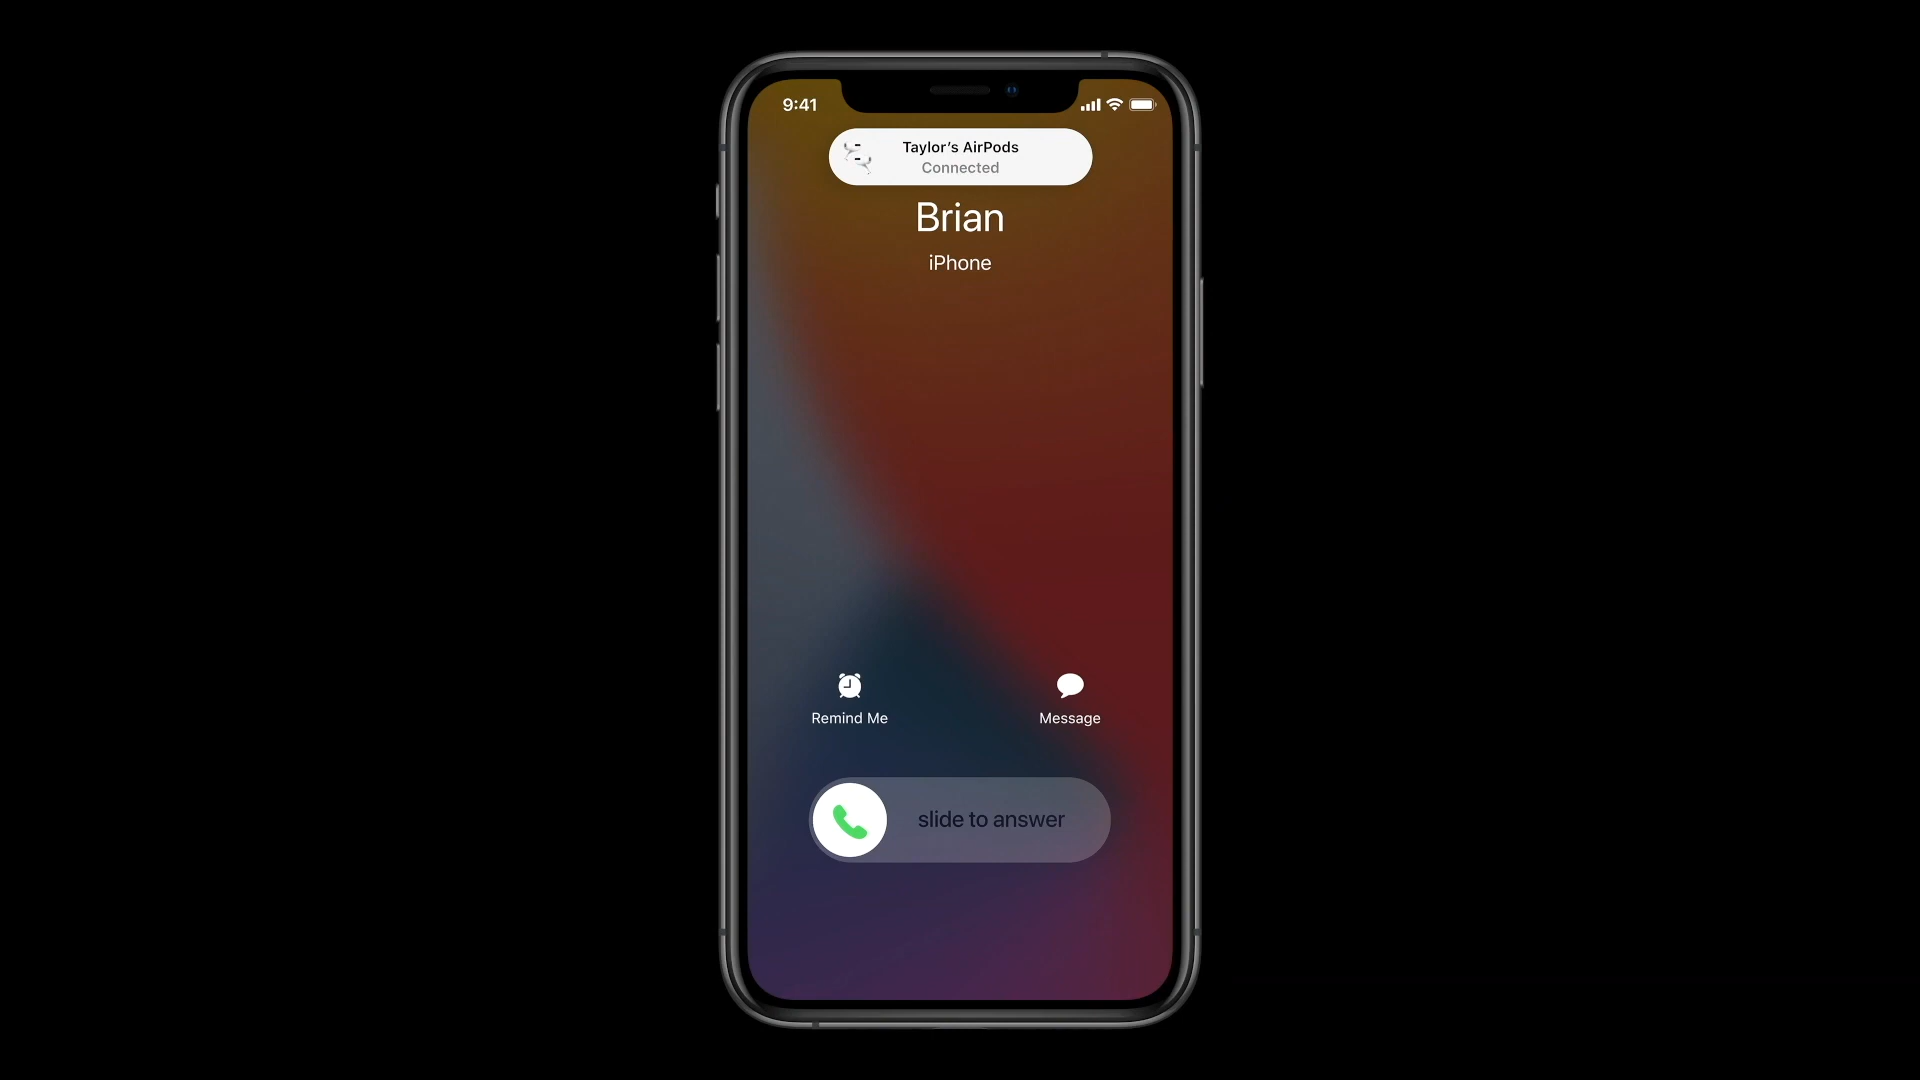 9:41
Taylor’s AirPods
Connected
Brian
iPhone
Remind Me
Message
slide to answer